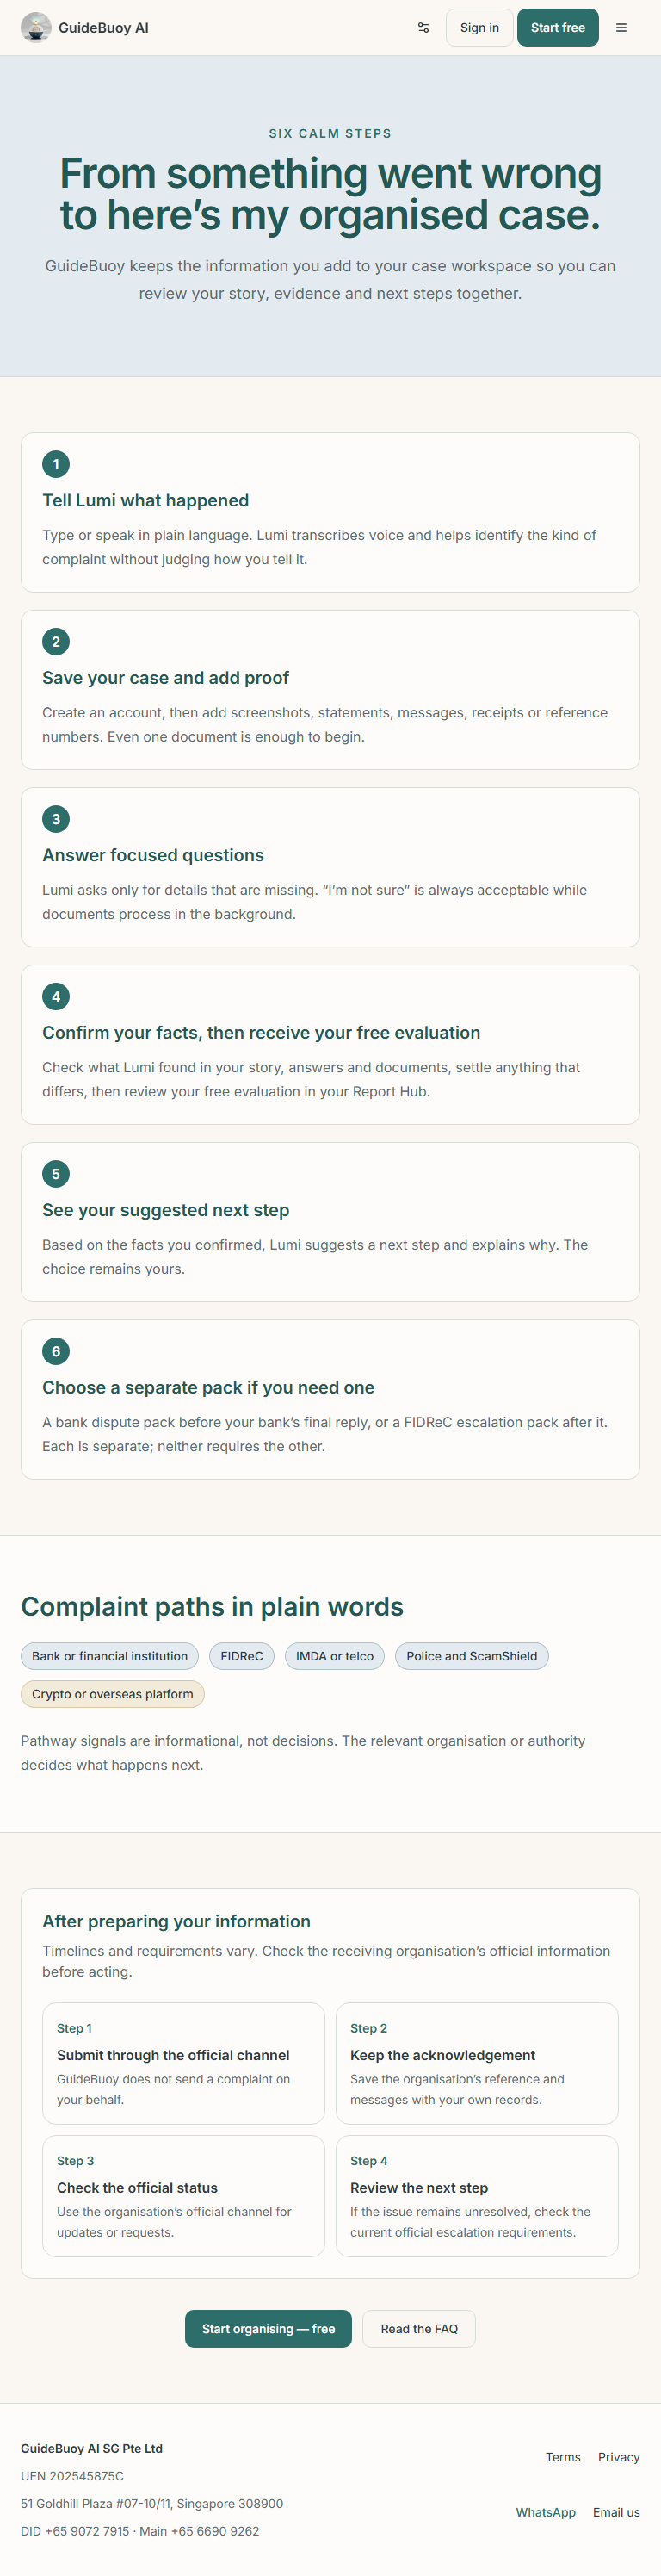 GuideBuoy AI
Sign in
Start free
SIX CALM STEPS
From something went wrong
to here’s my organised case.
GuideBuoy keeps the information you add to your case workspace so you can
review your story, evidence and next steps together.
1
Tell Lumi what happened
Type or speak in plain language. Lumi transcribes voice and helps identify the kind of
complaint without judging how you tell it.
2
Save your case and add proof
Create an account, then add screenshots, statements, messages, receipts or reference
numbers. Even one document is enough to begin.
3
Answer focused questions
Lumi asks only for details that are missing. “I’m not sure” is always acceptable while
documents process in the background.
4
Confirm your facts, then receive your free evaluation
Check what Lumi found in your story, answers and documents, settle anything that
differs, then review your free evaluation in your Report Hub.
5
See your suggested next step
Based on the facts you confirmed, Lumi suggests a next step and explains why. The
choice remains yours.
6
Choose a separate pack if you need one
A bank dispute pack before your bank’s final reply, or a FIDReC escalation pack after it.
Each is separate; neither requires the other.
Complaint paths in plain words
Bank or financial institution
FIDReC
IMDA or telco
Police and ScamShield
Crypto or overseas platform
Pathway signals are informational, not decisions. The relevant organisation or authority
decides what happens next.
After preparing your information
Timelines and requirements vary. Check the receiving organisation’s official information
before acting.
Step 1
Submit through the official channel
GuideBuoy does not send a complaint on
your behalf.
Step 2
Keep the acknowledgement
Save the organisation’s reference and
messages with your own records.
Step 3
Check the official status
Use the organisation’s official channel for
updates or requests.
Step 4
Review the next step
If the issue remains unresolved, check the
current official escalation requirements.
Start organising — free
Read the FAQ
GuideBuoy AI SG Pte Ltd
UEN 202545875C
51 Goldhill Plaza #07-10/11, Singapore 308900
DID +65 9072 7915 · Main +65 6690 9262
Terms
Privacy
WhatsApp
Email us